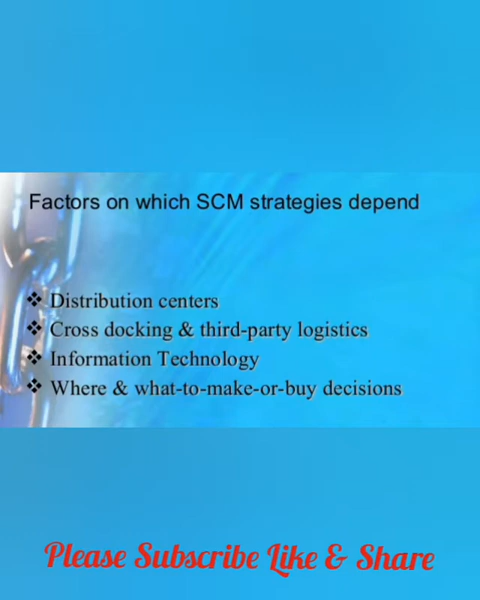 Factors on which SCM strategies depend
❖ Distribution centers
❖ Cross docking & third-party logistics
❖ Information Technology
❖ Where & what-to-make-or-buy decisions
Please Subscribe Like & Share